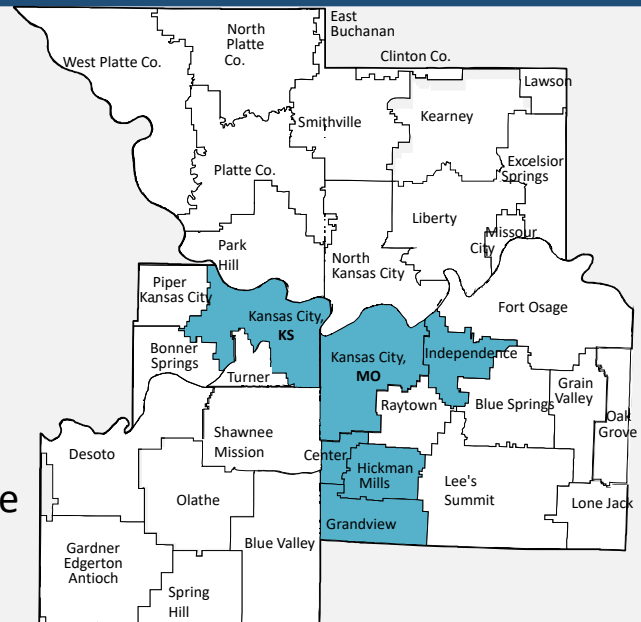 East
Buchanan
North
Platte
Co.
West Platte Co.
Clinton Co.
Lawson
Smithville
Kearney
Platte Co.
Excelsior
Springs
Liberty
Missour
City
Park
Hill
North
Kansas City
Piper
Kansas City
Kansas City,
KS
Fort Osage
Bonner
Springs
Turner
Kansas City,
MO
Independence
Raytown
Blue Springs
Grain
Valley
Oak
Grove
Shawnee
Mission
Center
Hickman
Mills
Lee's
Summit
Lone Jack
Desoto
Olathe
e
Grandview
Blue Valley
Gardner
Edgerton
Antioch
Spring
Hill